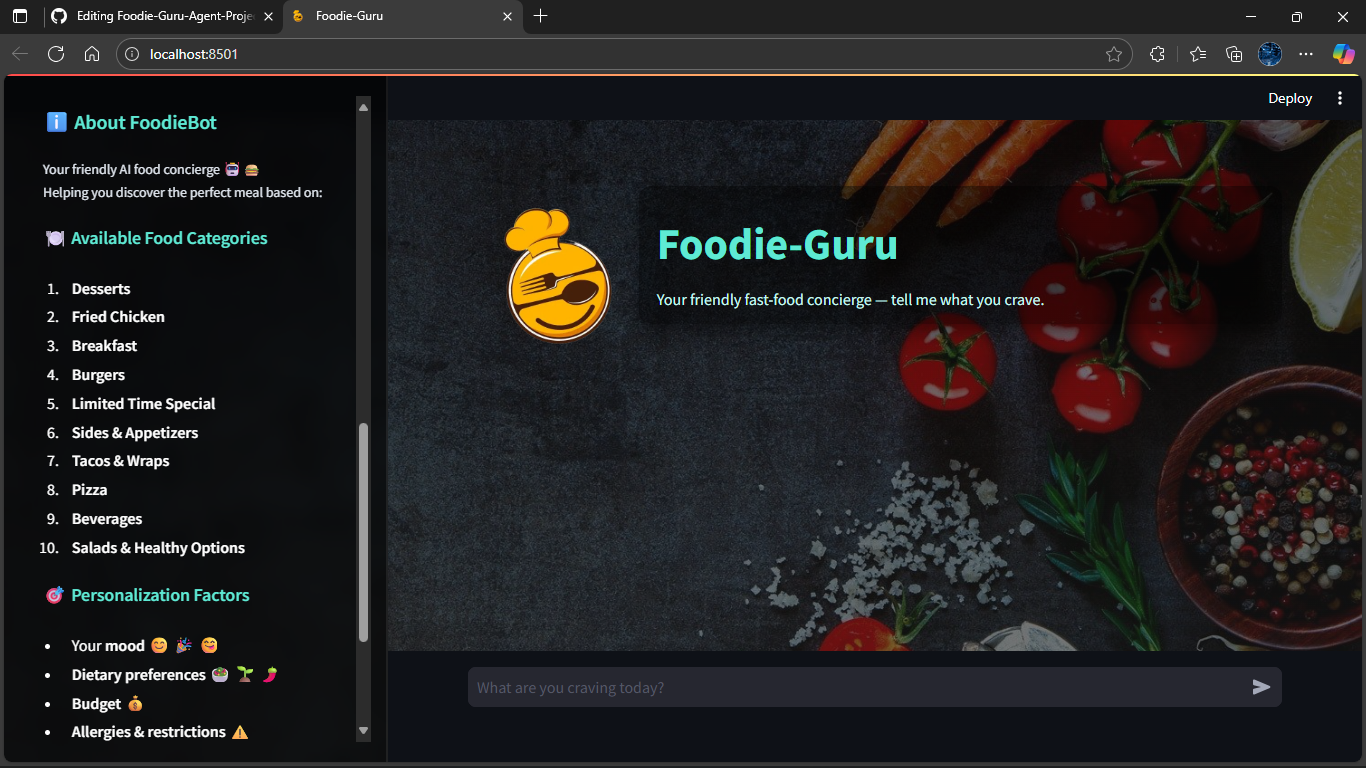 Editing Foodie-Guru-Agent-Proje
Foodie-Guru
localhost:8501
Deploy
About FoodieBot
Your friendly AI food concierge
Helping you discover the perfect meal based on:
Available Food Categories
1. Desserts
2. Fried Chicken
3. Breakfast
4. Burgers
5. Limited Time Special
6. Sides & Appetizers
7. Tacos & Wraps
8. Pizza
9. Beverages
10. Salads & Healthy Options
Personalization Factors
• Your mood
• Dietary preferences
• Budget
• Allergies & restrictions
Foodie-Guru
Your friendly fast-food concierge — tell me what you crave.
What are you craving today?